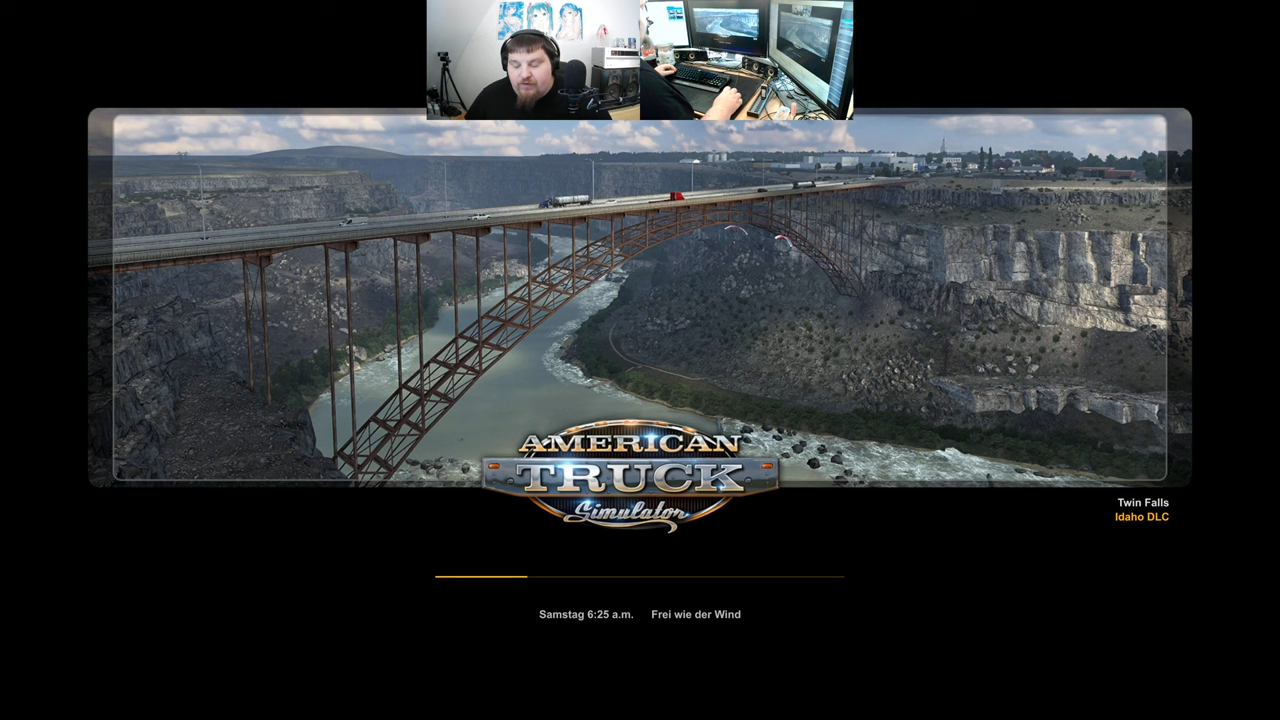 AMERICAN
TRUCK
Simulator
Twin Falls
Idaho DLC
Samstag 6:25 a.m. Frei wie der Wind